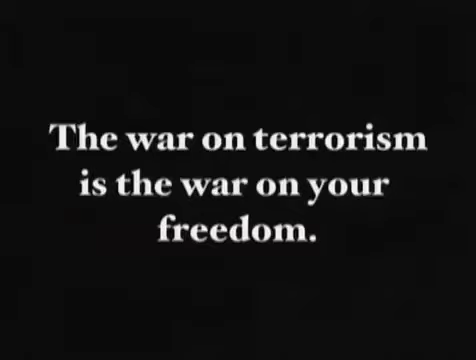 The war on terrorism
is the war on your
freedom.